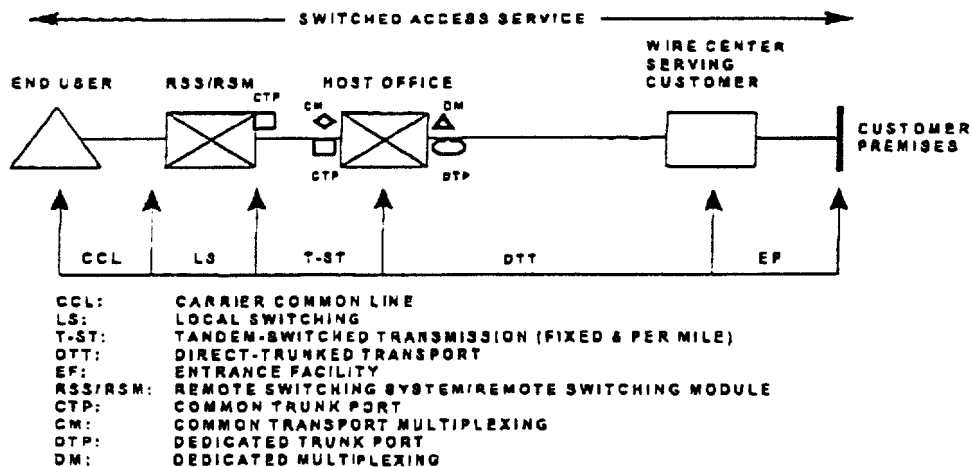 SWITCHED ACCESS SERVICE
WIRE CENTER
SERVING
CUSTOMER
END USER RSS/RSM HOST OFFICE
CTP CM DM
CUSTOMER
PREMISES
CTP DTP
CCL LS T-ST DTT EF
CCL: CARRIER COMMON LINE
LS: LOCAL SWITCHING
T-ST: TANDEM-SWITCHED TRANSMISSION (FIXED & PER MILE)
DTT: DIRECT-TRUNKED TRANSPORT
EF: ENTRANCE FACILITY
RSS/RSM: REMOTE SWITCHING SYSTEM/REMOTE SWITCHING MODULE
CTP: COMMON TRUNK PORT
CM: COMMON TRANSPORT MULTIPLEXING
DTP: DEDICATED TRUNK PORT
DM: DEDICATED MULTIPLEXING